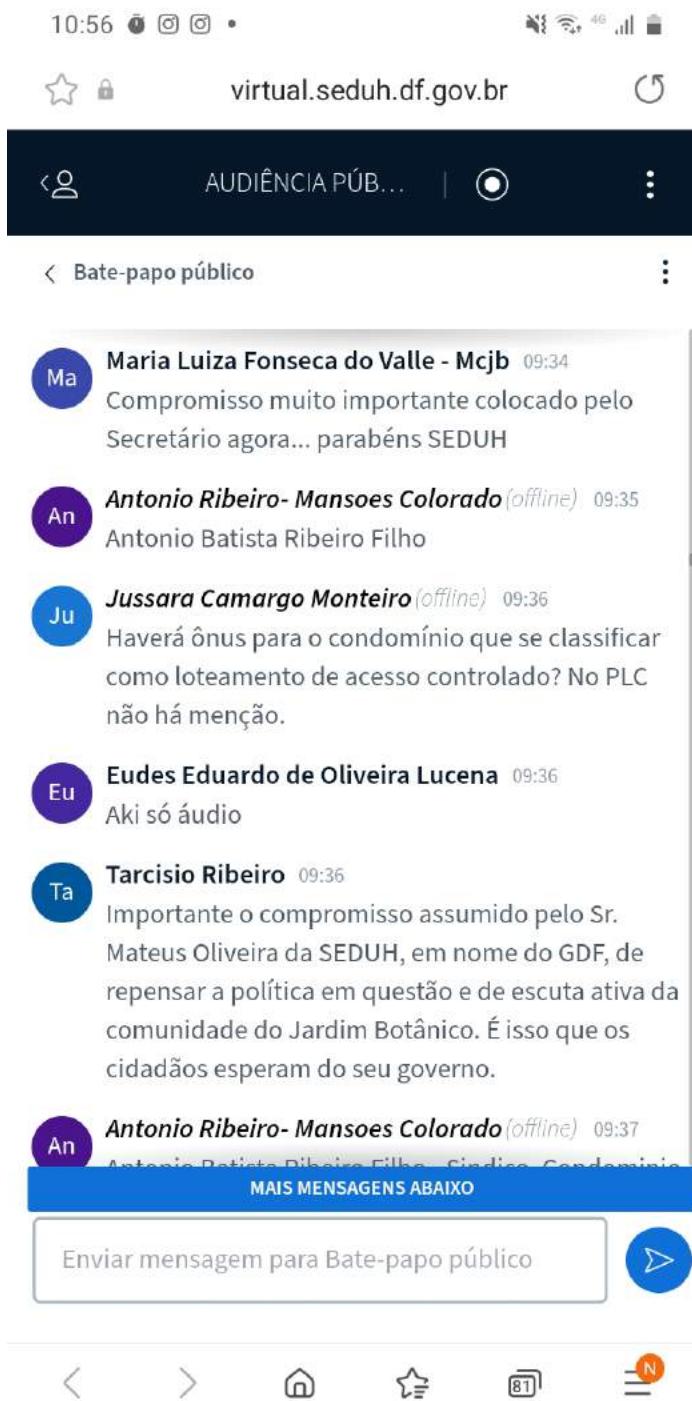 10:56
4G
virtual.seduh.df.gov.br
AUDIÊNCIA PÚB...
Bate-papo público
Ma
Maria Luiza Fonseca do Valle - Mcjb 09:34
Compromisso muito importante colocado pelo
Secretário agora... parabéns SEDUH
An
Antonio Ribeiro- Mansoes Colorado (offline) 09:35
Antonio Batista Ribeiro Filho
Ju
Jussara Camargo Monteiro (offline) 09:36
Haverá ônus para o condomínio que se classificar
como loteamento de acesso controlado? No PLC
não há menção.
Eu
Eudes Eduardo de Oliveira Lucena 09:36
Aki só áudio
Ta
Tarcisio Ribeiro 09:36
Importante o compromisso assumido pelo Sr.
Mateus Oliveira da SEDUH, em nome do GDF, de
repensar a política em questão e de escuta ativa da
comunidade do Jardim Botânico. É isso que os
cidadãos esperam do seu governo.
An
Antonio Ribeiro- Mansoes Colorado (offline) 09:37
Antonio Batista Ribeiro Filho - Sindico Condominio
MAIS MENSAGENS ABAIXO
Enviar mensagem para Bate-papo público
81
N